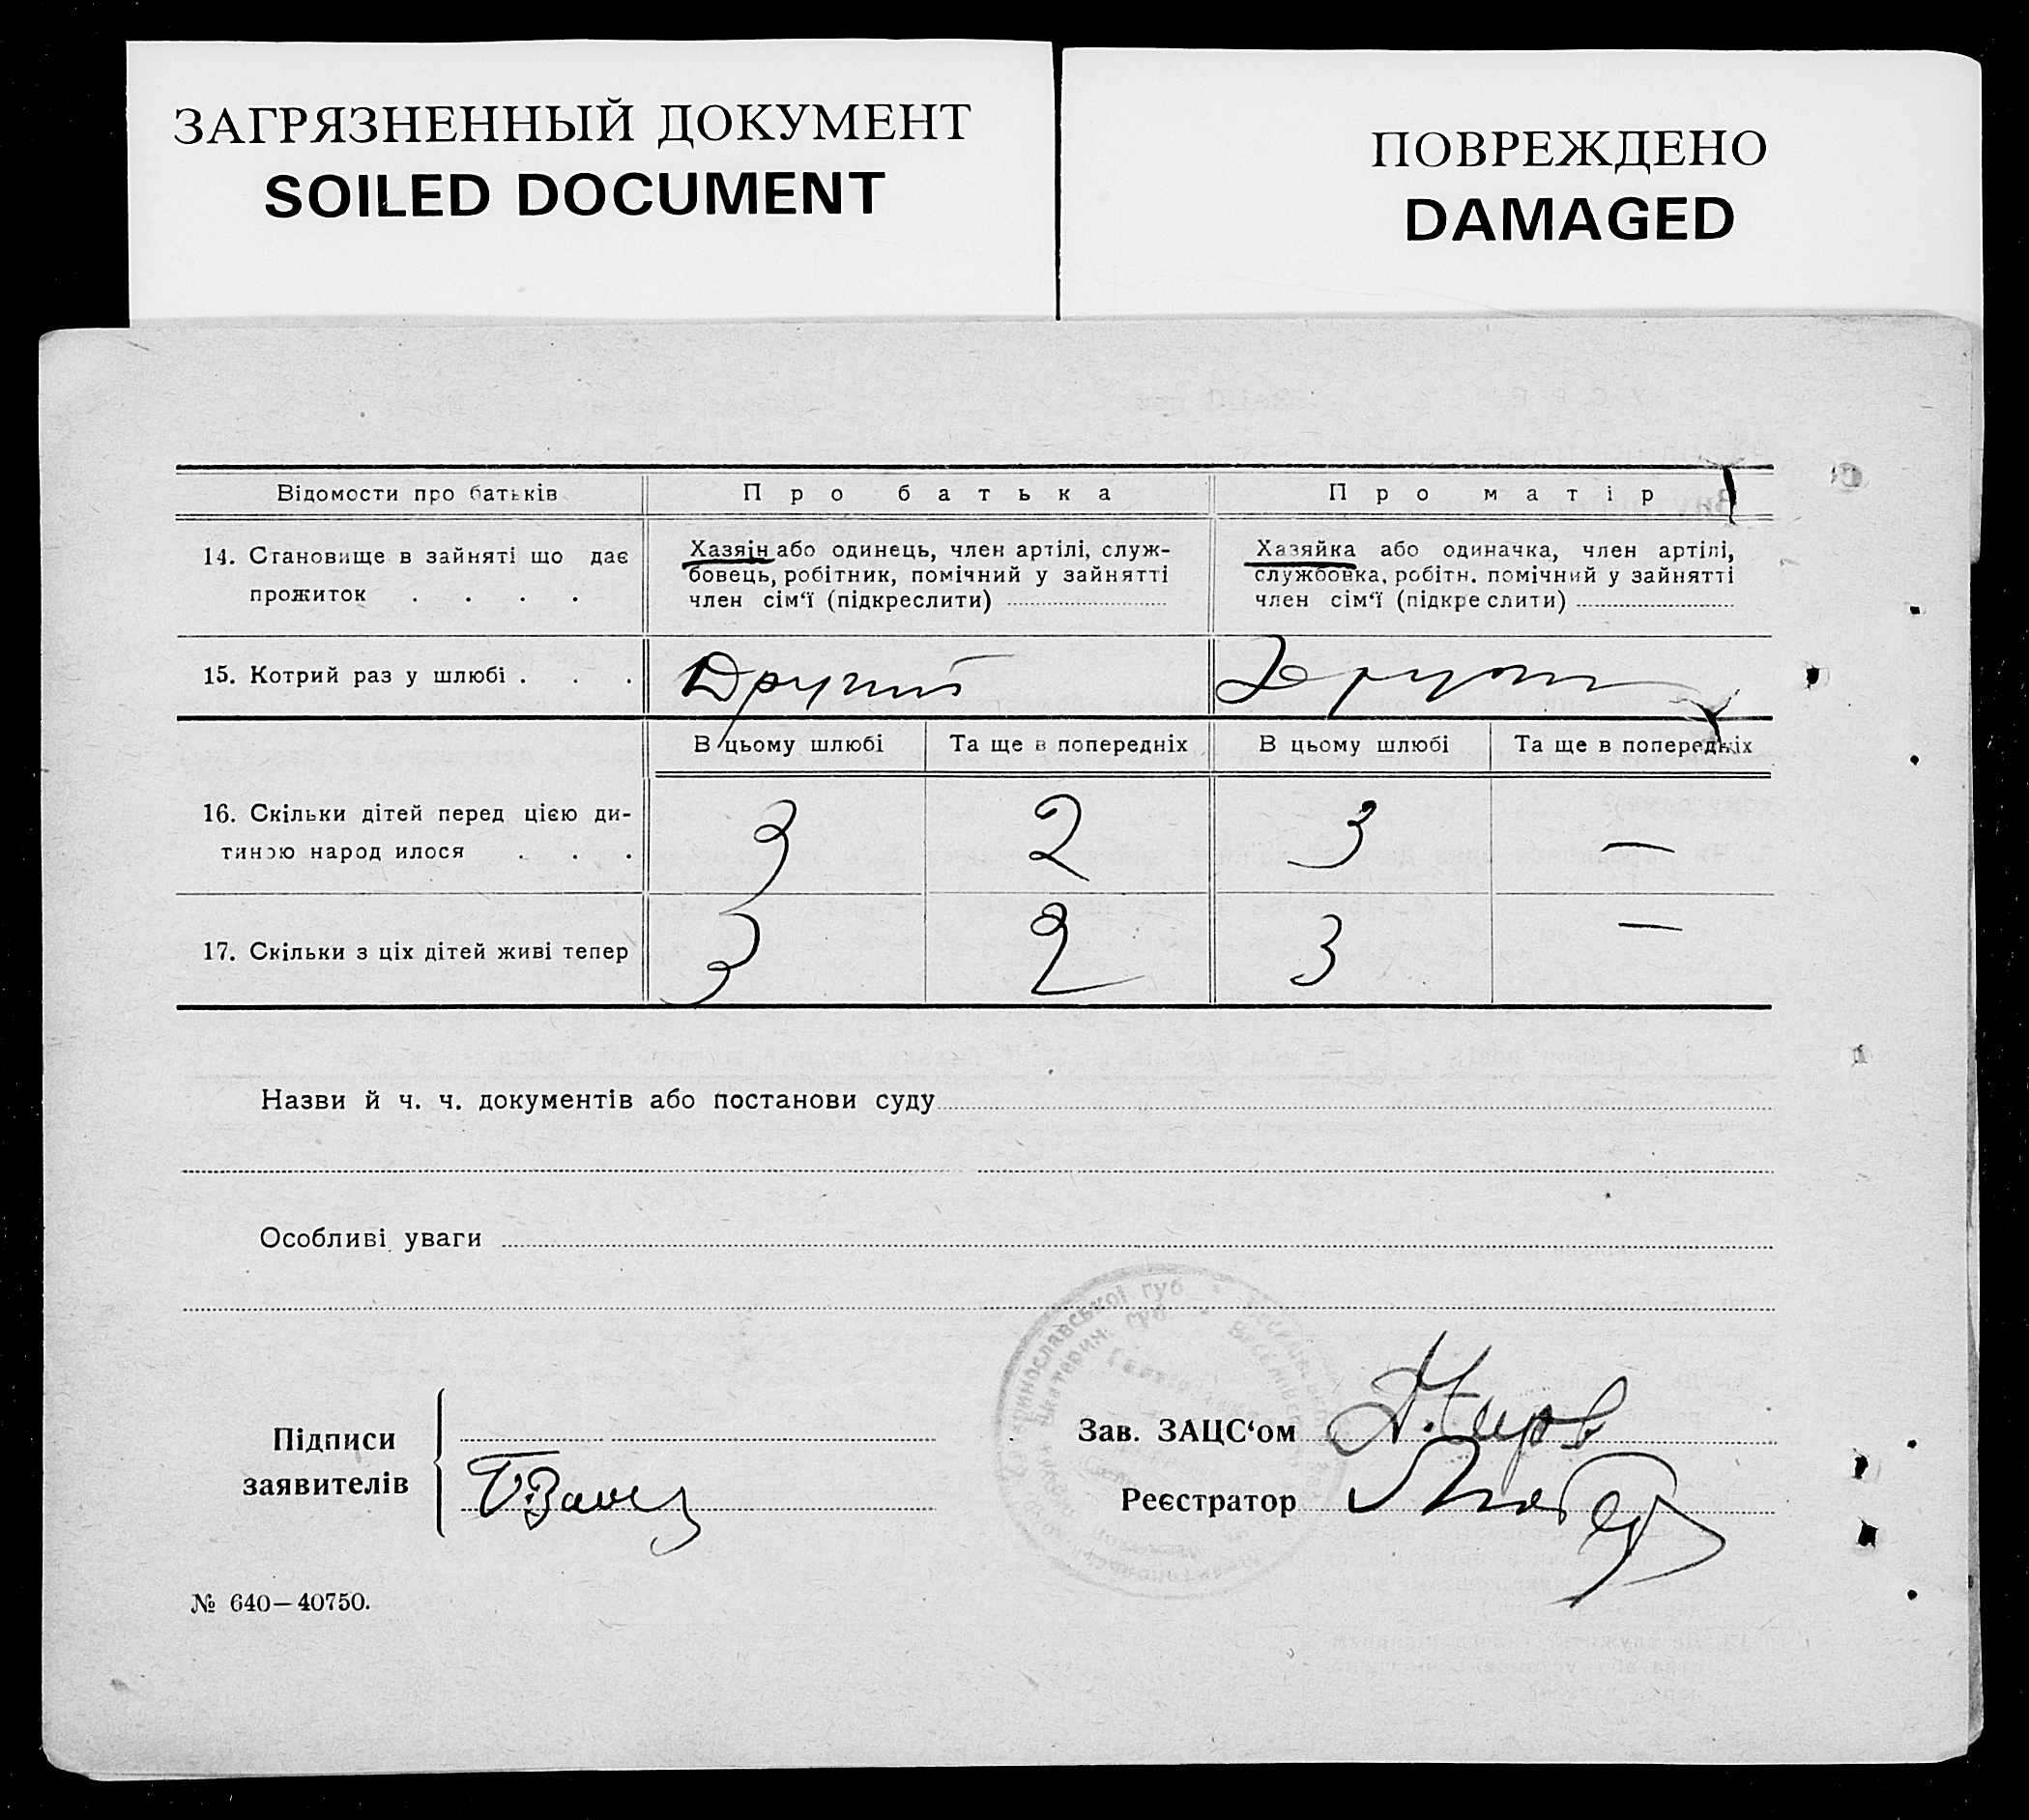 ЗАГРЯЗНЕННЫЙ ДОКУМЕНТ
SOILED DOCUMENT
ПОВРЕЖДЕНО
DAMAGED
Відомости про батьків
Про батька
Про матір
14. Становище в зайняті що дає
прожиток . . . .
Хазяін або одинець, член артілі, служ-
бовець, робітник, помічний у зайнятті
член сім‘ї (підкреслити)
Хазяйка або одиначка, член артілі,
службовка, робітн. помічний у зайнятті
член сім‘ї (підкреслити)
15. Котрий раз у шлюбі . . .
Другий
В цьому шлюбі
Та ще в попередніх
В цьому шлюбі
Та ще в попередніх
16. Скільки дітей перед цією ди-
тиною народилося . . .
3
2
3
—
17. Скільки з ціх дітей живі тепер
3
2
3
—
Назви й ч. ч. документів або постанови суду
Особливі уваги
Підписи
заявителів
Зав. ЗАЦС‘ом
Реєстратор
№ 640—40750.